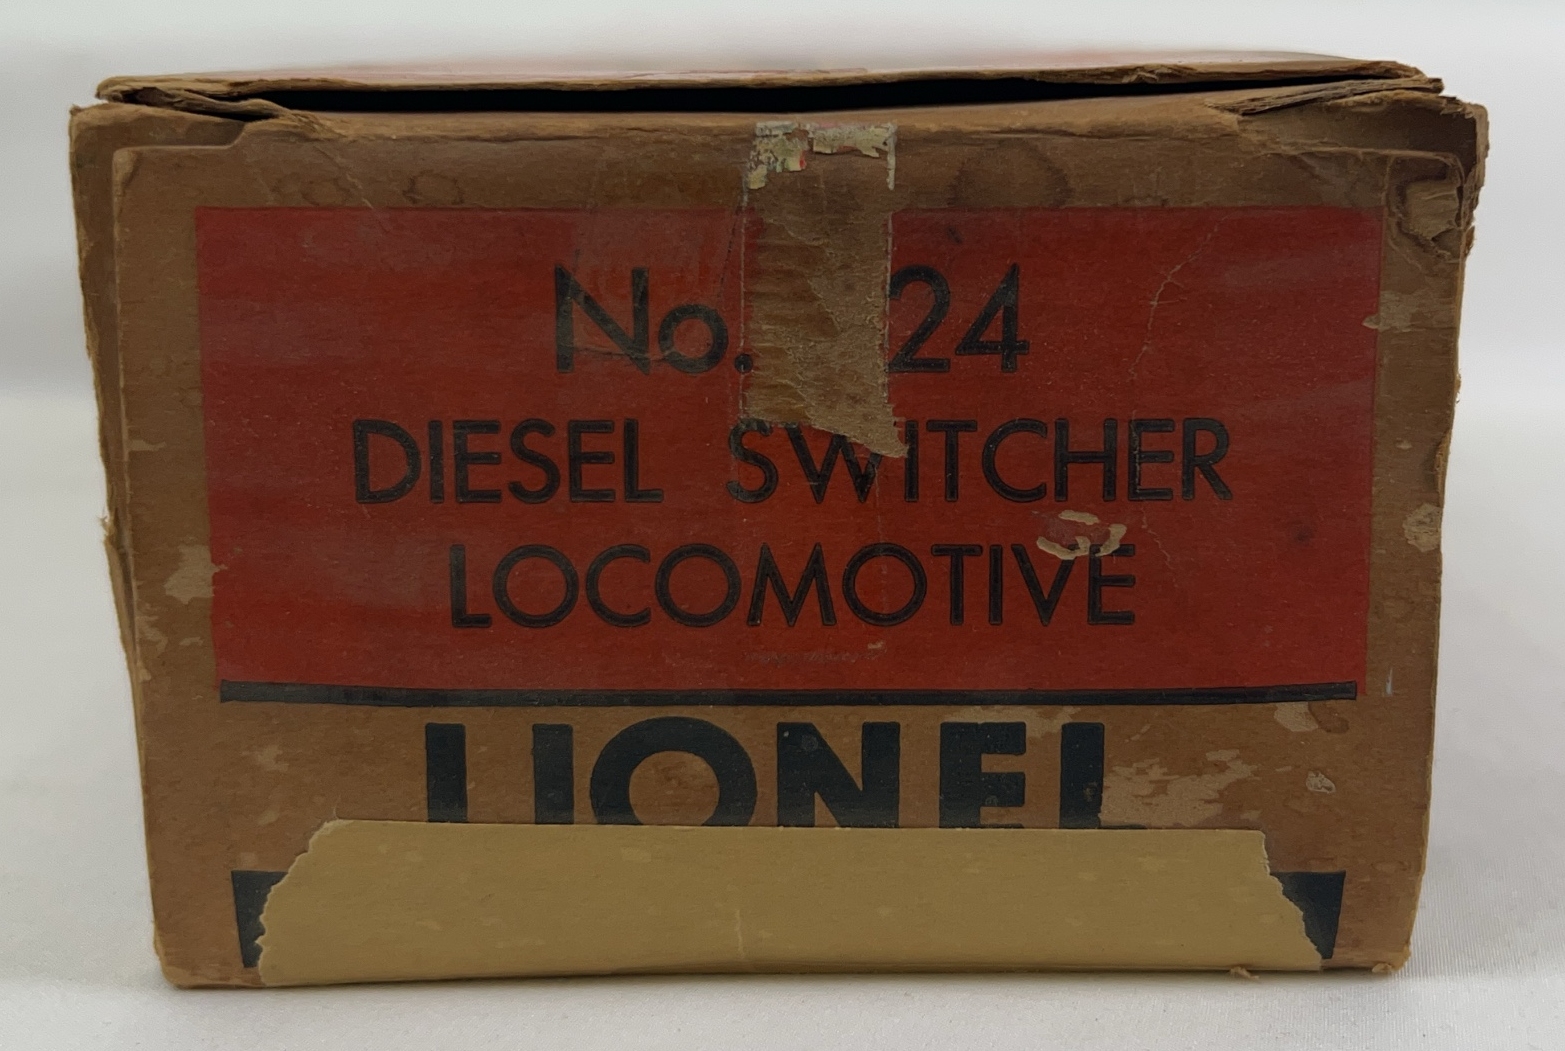 No. 24
DIESEL SWITCHER
LOCOMOTIVE
LIONEL